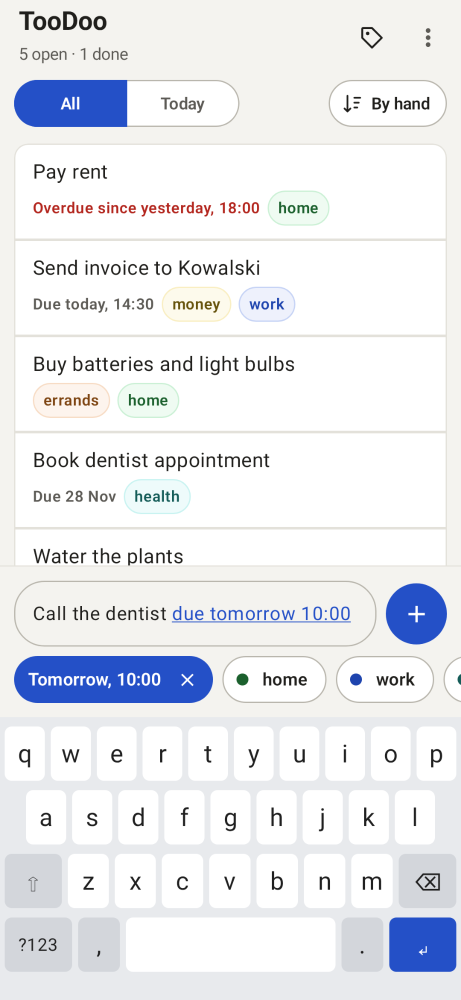 TooDoo
5 open · 1 done
All
Today
By hand
Pay rent
Overdue since yesterday, 18:00
home
Send invoice to Kowalski
Due today, 14:30
money
work
Buy batteries and light bulbs
errands
home
Book dentist appointment
Due 28 Nov
health
Water the plants
Call the dentist due tomorrow 10:00
Tomorrow, 10:00
home
work
q w e r t y u i o p
a s d f g h j k l
z x c v b n m
?123 , .